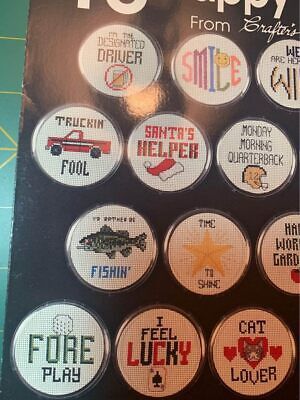 From Crafter's
I'M THE
DESIGNATED
DRIVER
SMILE
TRUCKIN'
FOOL
SANTA'S
HELPER
MONDAY
MORNING
QUARTERBACK
12
I'D RATHER BE
FISHIN'
TIME
TO
SHINE
FORE
PLAY
I
FEEL
LUCKY
A
CAT
LOVER